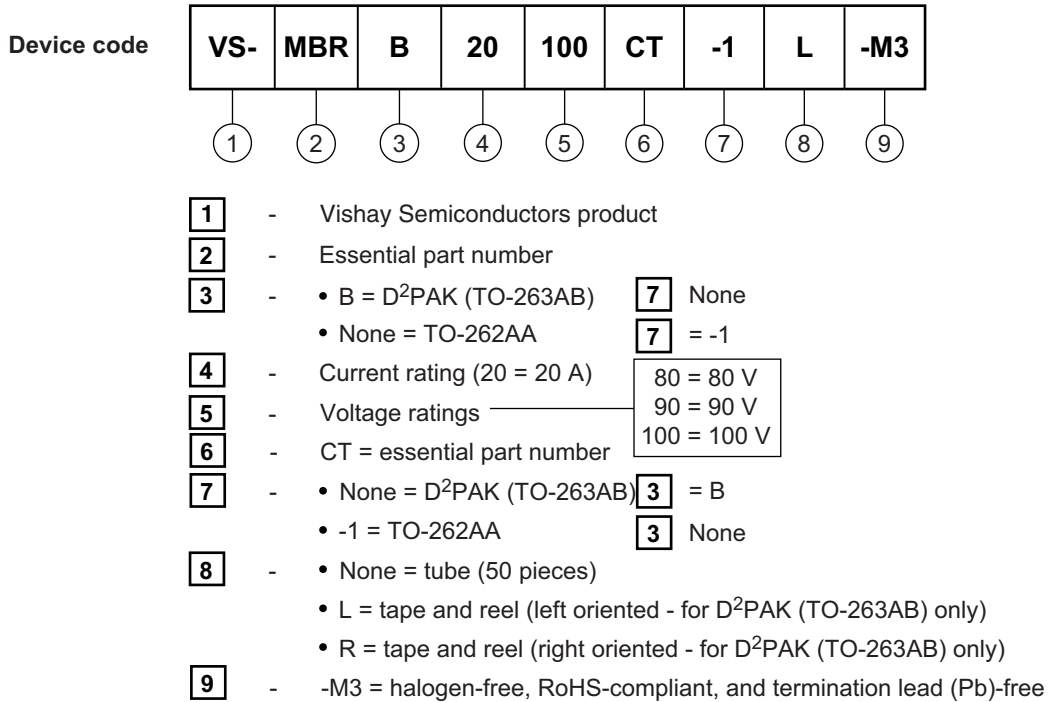 Device code VS- MBR B 20 100 CT -1 L -M3
1 2 3 4 5 6 7 8 9
1 - Vishay Semiconductors product
2 - Essential part number
3 - • B = D²PAK (TO-263AB) 7 None
• None = TO-262AA 7 = -1
4 - Current rating (20 = 20 A) 80 = 80 V
5 - Voltage ratings 90 = 90 V
100 = 100 V
6 - CT = essential part number
7 - • None = D²PAK (TO-263AB) 3 = B
• -1 = TO-262AA 3 None
8 - • None = tube (50 pieces)
• L = tape and reel (left oriented - for D²PAK (TO-263AB) only)
• R = tape and reel (right oriented - for D²PAK (TO-263AB) only)
9 - -M3 = halogen-free, RoHS-compliant, and termination lead (Pb)-free